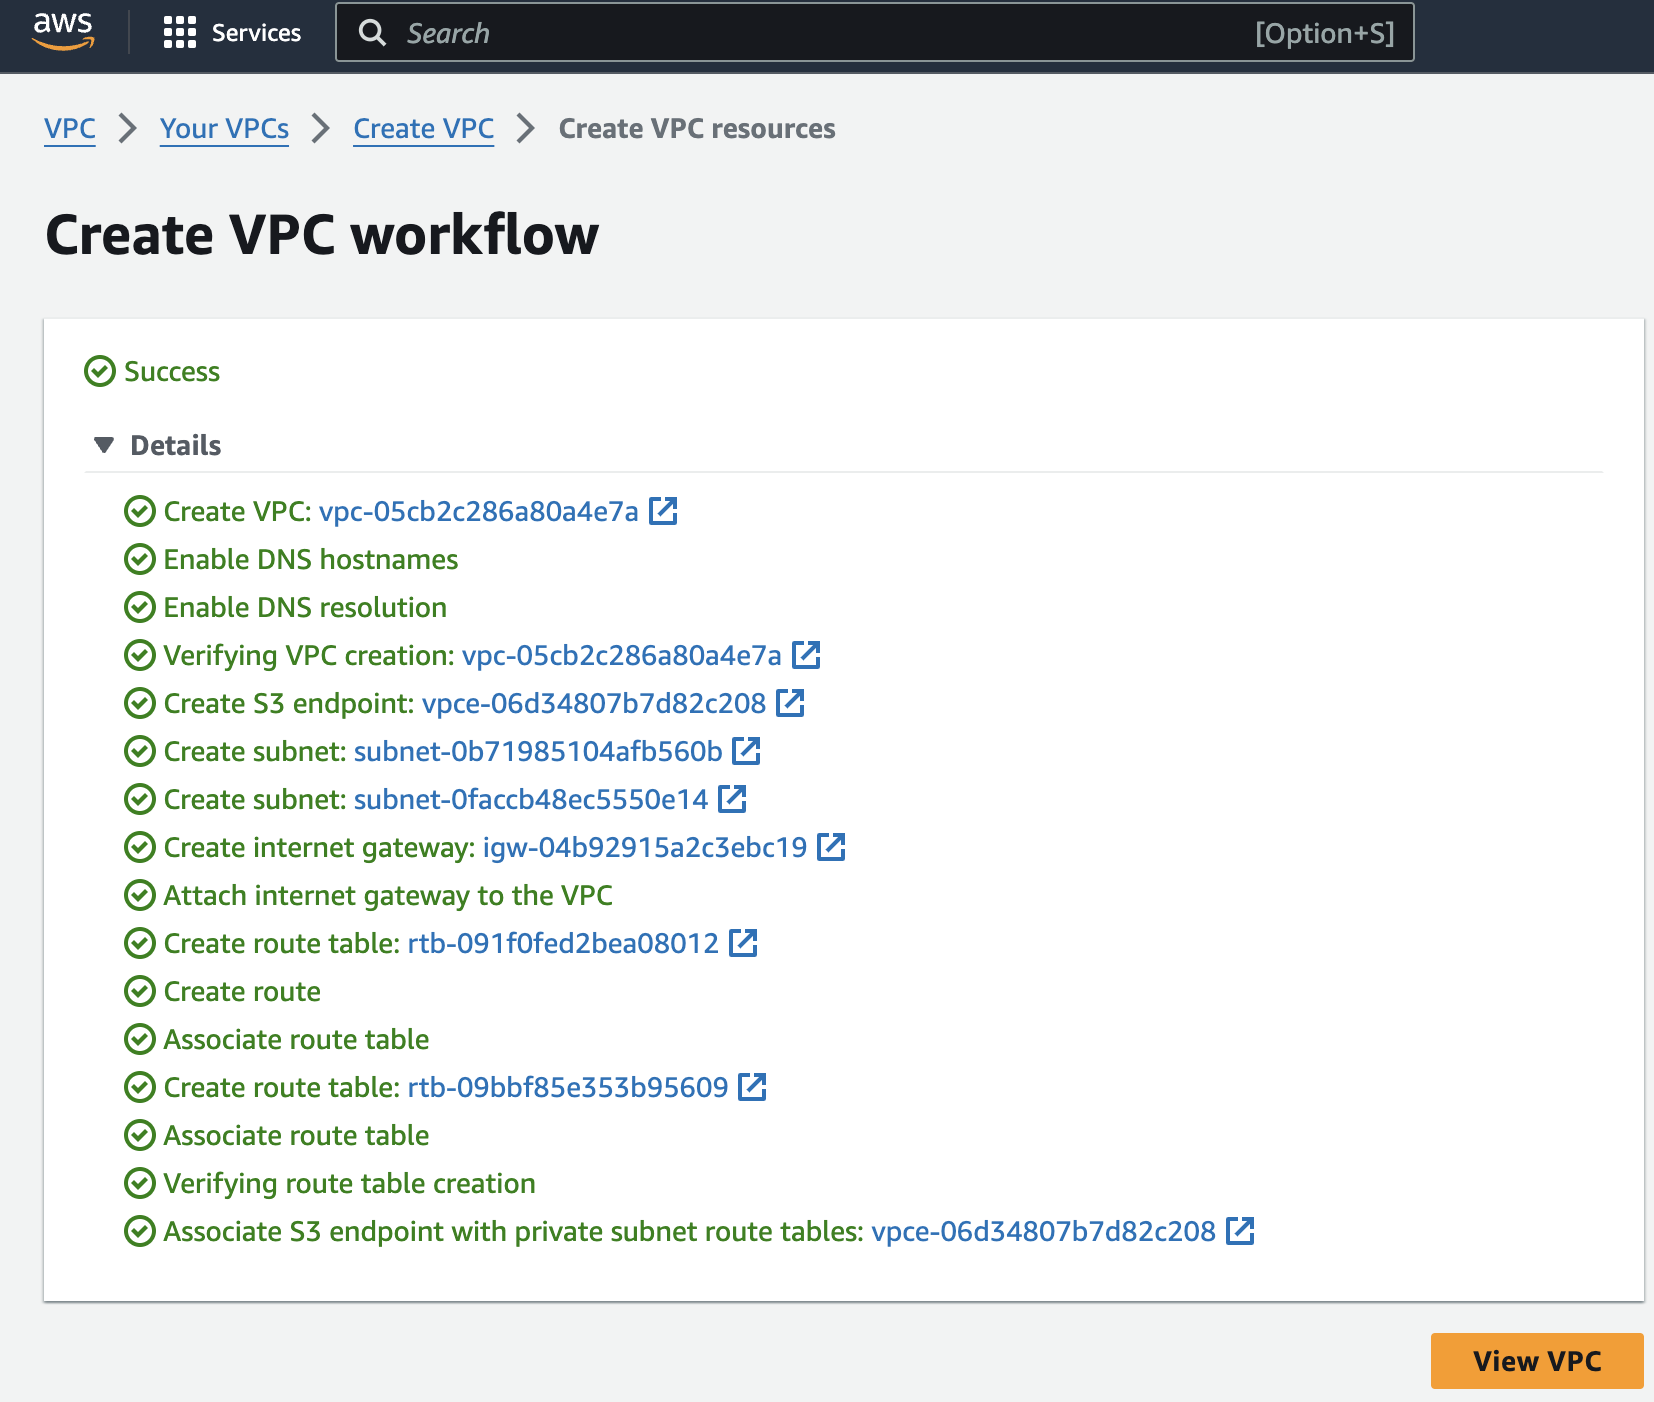 aws Services Search [Option+S]
VPC Your VPCs Create VPC Create VPC resources
Create VPC workflow
Success
Details
Create VPC: vpc-05cb2c286a80a4e7a
Enable DNS hostnames
Enable DNS resolution
Verifying VPC creation: vpc-05cb2c286a80a4e7a
Create S3 endpoint: vpce-06d34807b7d82c208
Create subnet: subnet-0b71985104afb560b
Create subnet: subnet-0faccb48ec5550e14
Create internet gateway: igw-04b92915a2c3ebc19
Attach internet gateway to the VPC
Create route table: rtb-091f0fed2bea08012
Create route
Associate route table
Create route table: rtb-09bbf85e353b95609
Associate route table
Verifying route table creation
Associate S3 endpoint with private subnet route tables: vpce-06d34807b7d82c208
View VPC